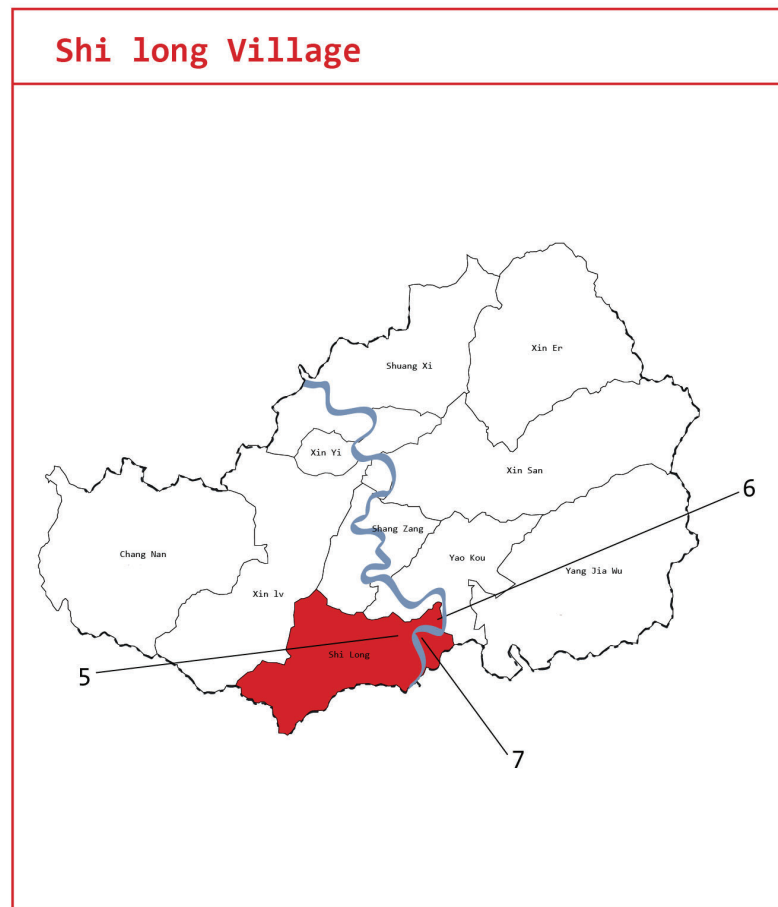 Shi long Village
Xin Er
Shuang Xi
Xin Yi
Xin San
6
Shang Zang
Chang Nan
Yao Kou
Yang Jia Wu
Xin lv
Shi Long
5
7